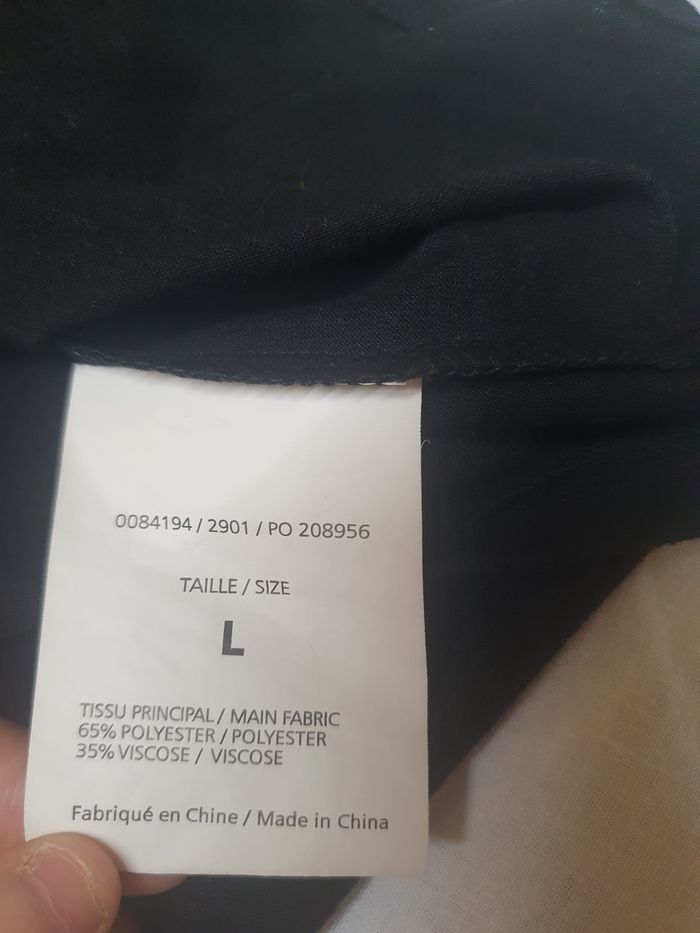 0084194 / 2901 / PO 208956
TAILLE / SIZE
L
TISSU PRINCIPAL / MAIN FABRIC
65% POLYESTER / POLYESTER
35% VISCOSE / VISCOSE
Fabriqué en Chine / Made in China